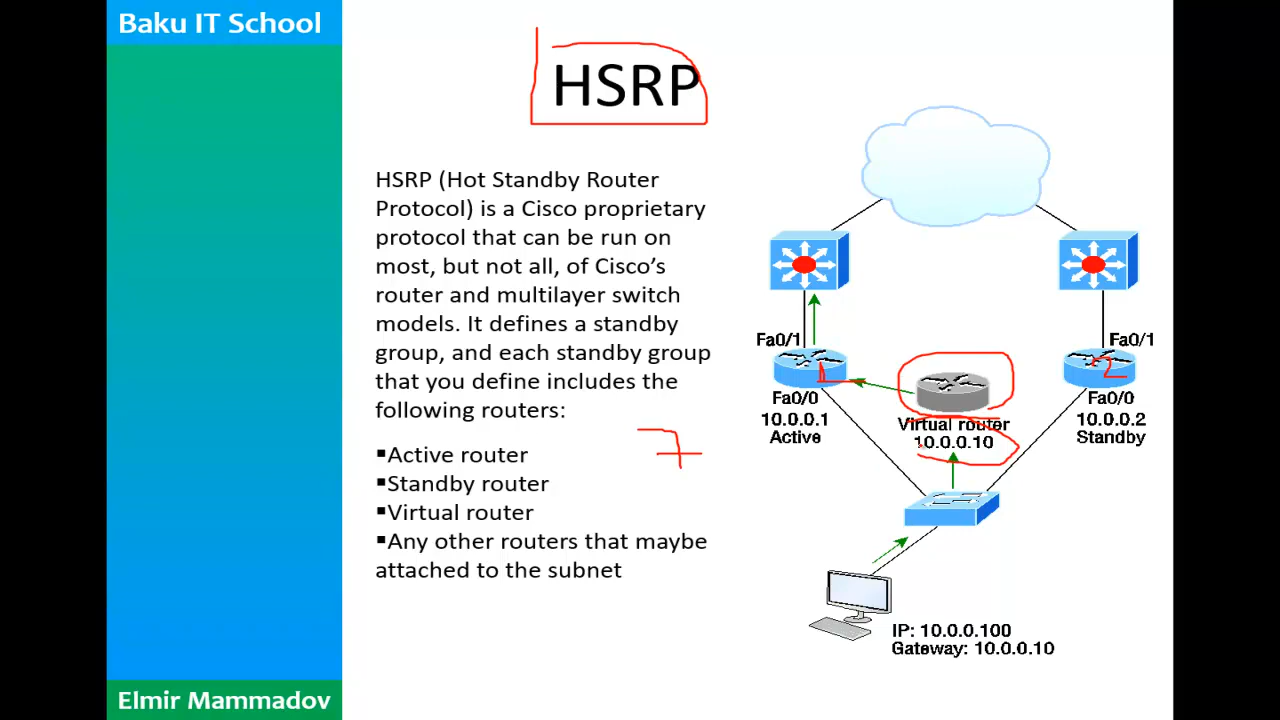 Baku IT School
HSRP
HSRP (Hot Standby Router
Protocol) is a Cisco proprietary
protocol that can be run on
most, but not all, of Cisco’s
router and multilayer switch
models. It defines a standby
group, and each standby group
that you define includes the
following routers:
▪Active router
▪Standby router
▪Virtual router
▪Any other routers that maybe
attached to the subnet
7
Fa0/1
Fa0/1
1
2
Fa0/0
10.0.0.1
Active
Virtual router
10.0.0.10
Fa0/0
10.0.0.2
Standby
IP: 10.0.0.100
Gateway: 10.0.0.10
Elmir Mammadov